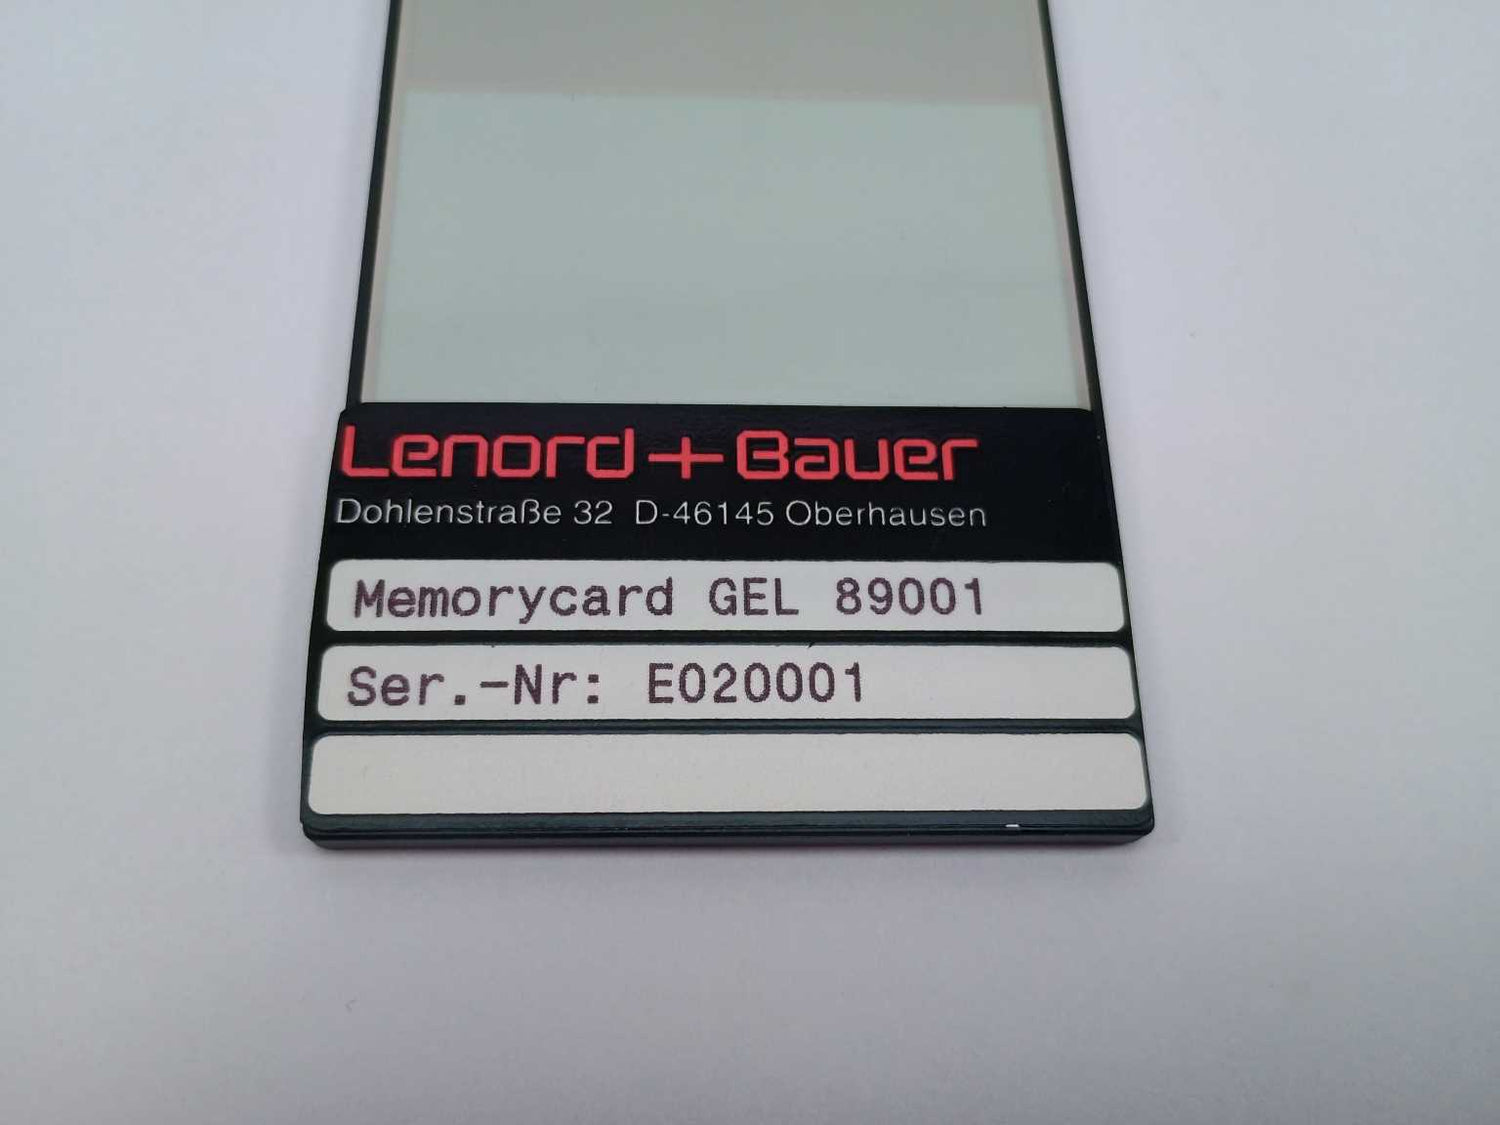 Lenord+Bauer
Dohlenstraße 32 D-46145 Oberhausen
Memorycard GEL 89001
Ser.-Nr: E020001